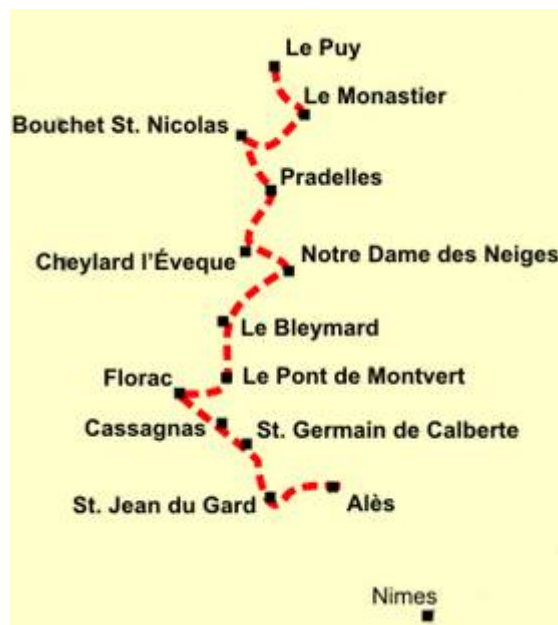 Le Puy
Le Monastier
Bouchet St. Nicolas
Pradelles
Cheylard l'Éveque
Notre Dame des Neiges
Le Bleymard
Florac
Le Pont de Montvert
Cassagnas
St. Germain de Calberte
St. Jean du Gard
Alès
Nimes